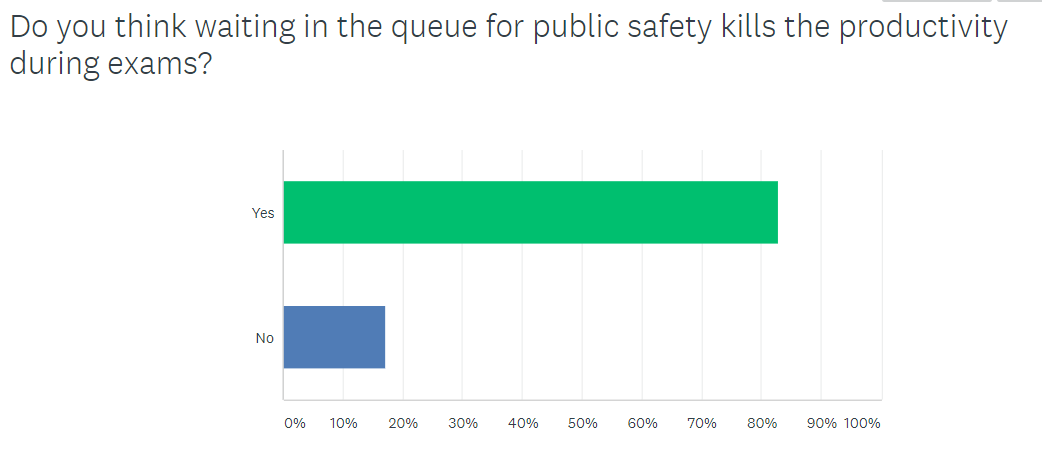 Do you think waiting in the queue for public safety kills the productivity
during exams?
Yes
No
0% 10% 20% 30% 40% 50% 60% 70% 80% 90% 100%